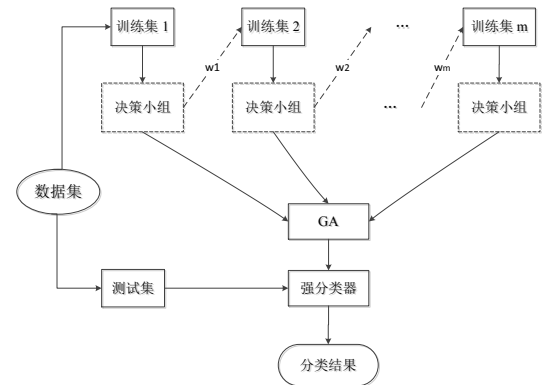 训练集 1
训练集 2
...
训练集 m
w1
w2
wm
决策小组
决策小组
...
决策小组
数据集
GA
测试集
强分类器
分类结果